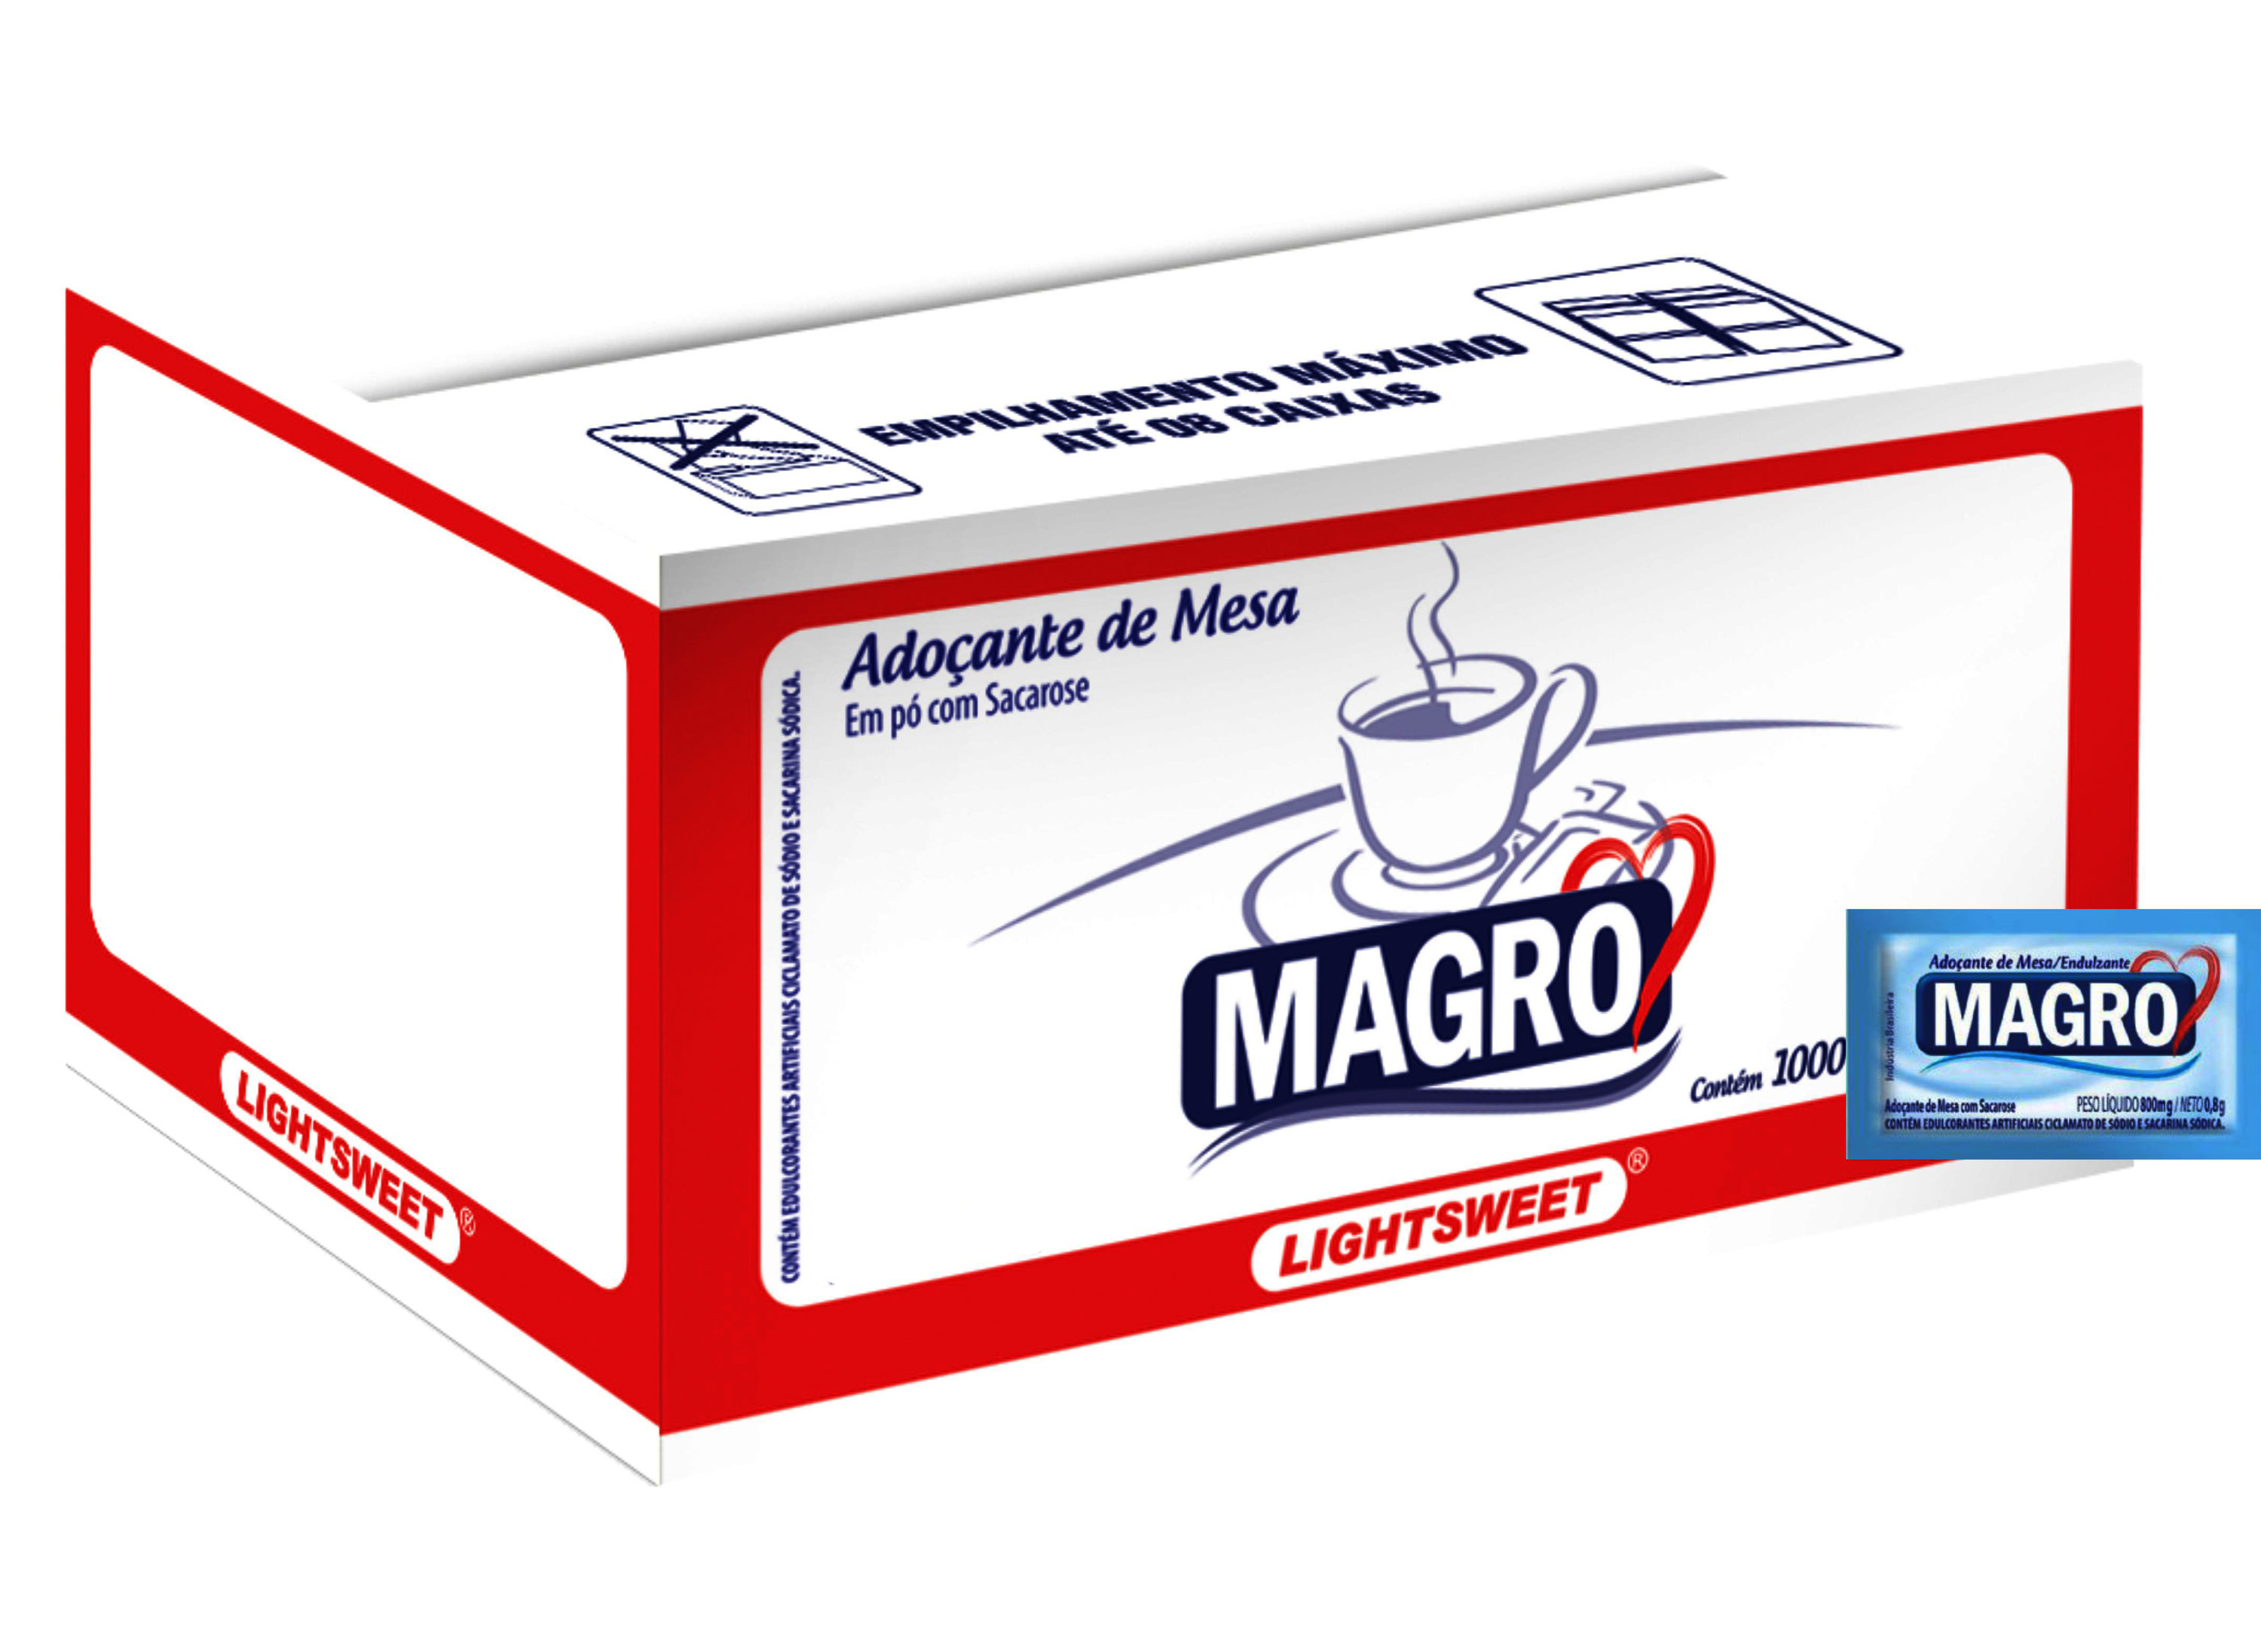 EMPILHAMENTO MÁXIMO
ATÉ 08 CAIXAS
Adoçante de Mesa
Em pó com Sacarose
CONTÉM EDULCORANTES ARTIFICIAIS CICLAMATO DE SÓDIO E SACARINA SÓDICA.
MAGRO
Contém 1000
LIGHTSWEET®
LIGHTSWEET®
Adoçante de Mesa/Endulzante
MAGRO
Indústria Brasileira
Adoçante de Mesa com Sacarose
PESO LÍQUIDO 800mg / NETO 0,8g
CONTÉM EDULCORANTES ARTIFICIAIS CICLAMATO DE SÓDIO E SACARINA SÓDICA.